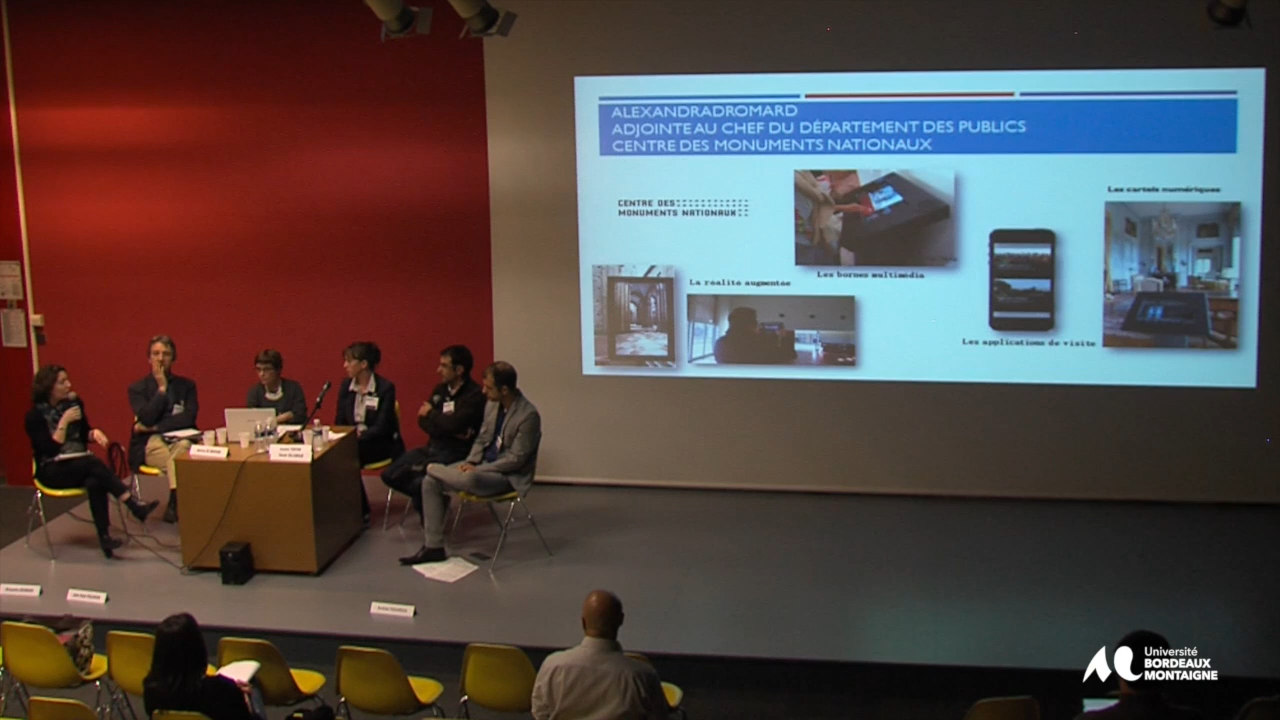 ALEXANDRADROMARD
ADJOINTE AU CHEF DU DÉPARTEMENT DES PUBLICS
CENTRE DES MONUMENTS NATIONAUX
Les cartels numériques
CENTRE DES
MONUMENTS NATIONAUX
Les bornes multimédia
La réalité augmentée
Les applications de visite
Université
BORDEAUX
MONTAIGNE